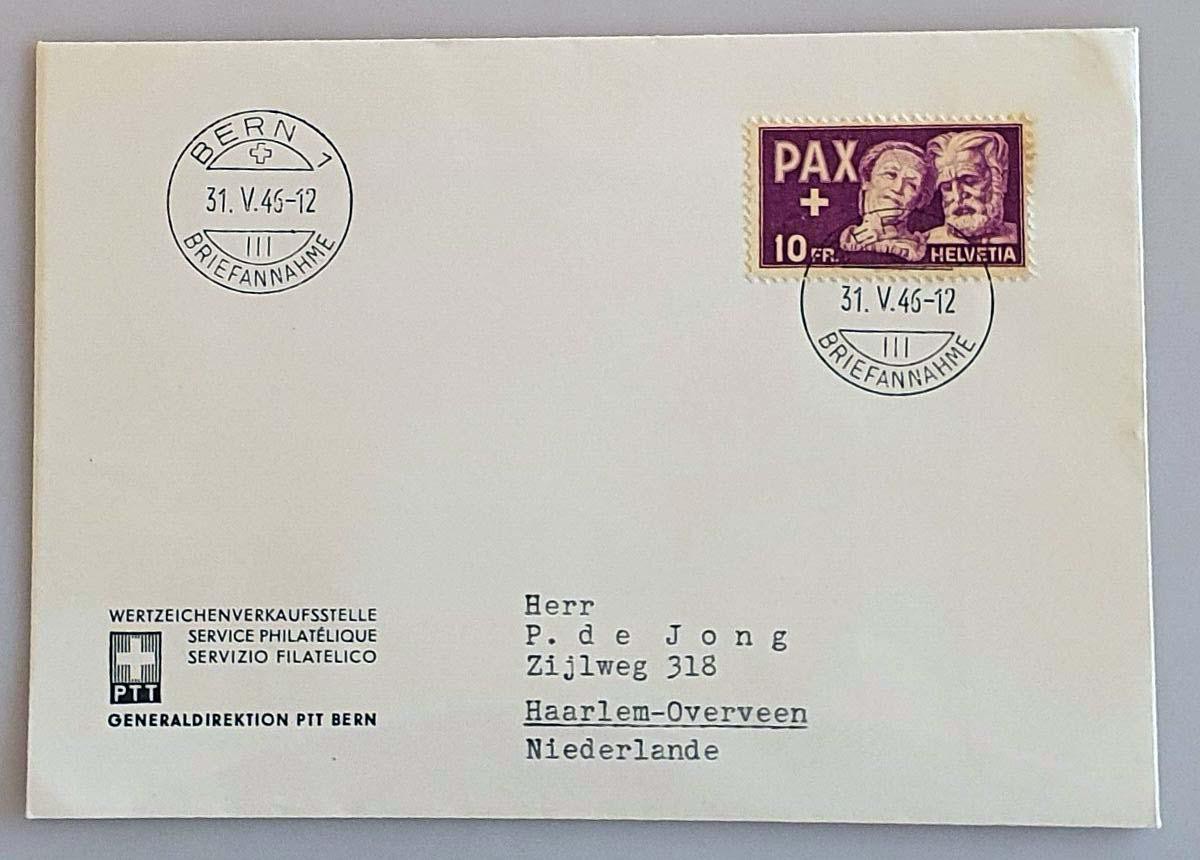 BERN 1
31. V. 46-12
III
BRIEFANNAHME
PAX
10 FR.
HELVETIA
31. V. 46-12
III
BRIEFANNAHME
WERTZEICHENVERKAUFSSTELLE
SERVICE PHILATÉLIQUE
SERVIZIO FILATELICO
PTT
GENERALDIREKTION PTT BERN
Herr
P. de Jong
Zijlweg 318
Haarlem-Overveen
Niederlande